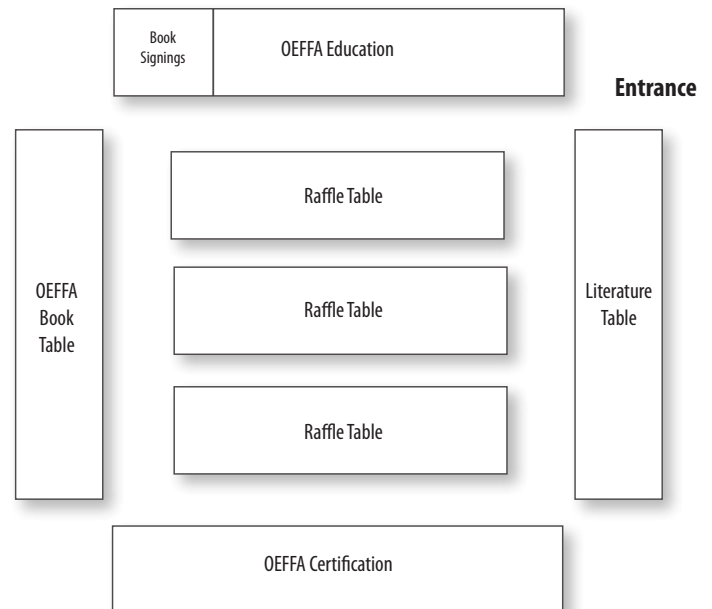 Book
Signings
OEFFA Education
Entrance
Raffle Table
OEFFA
Book
Table
Raffle Table
Literature
Table
Raffle Table
OEFFA Certification